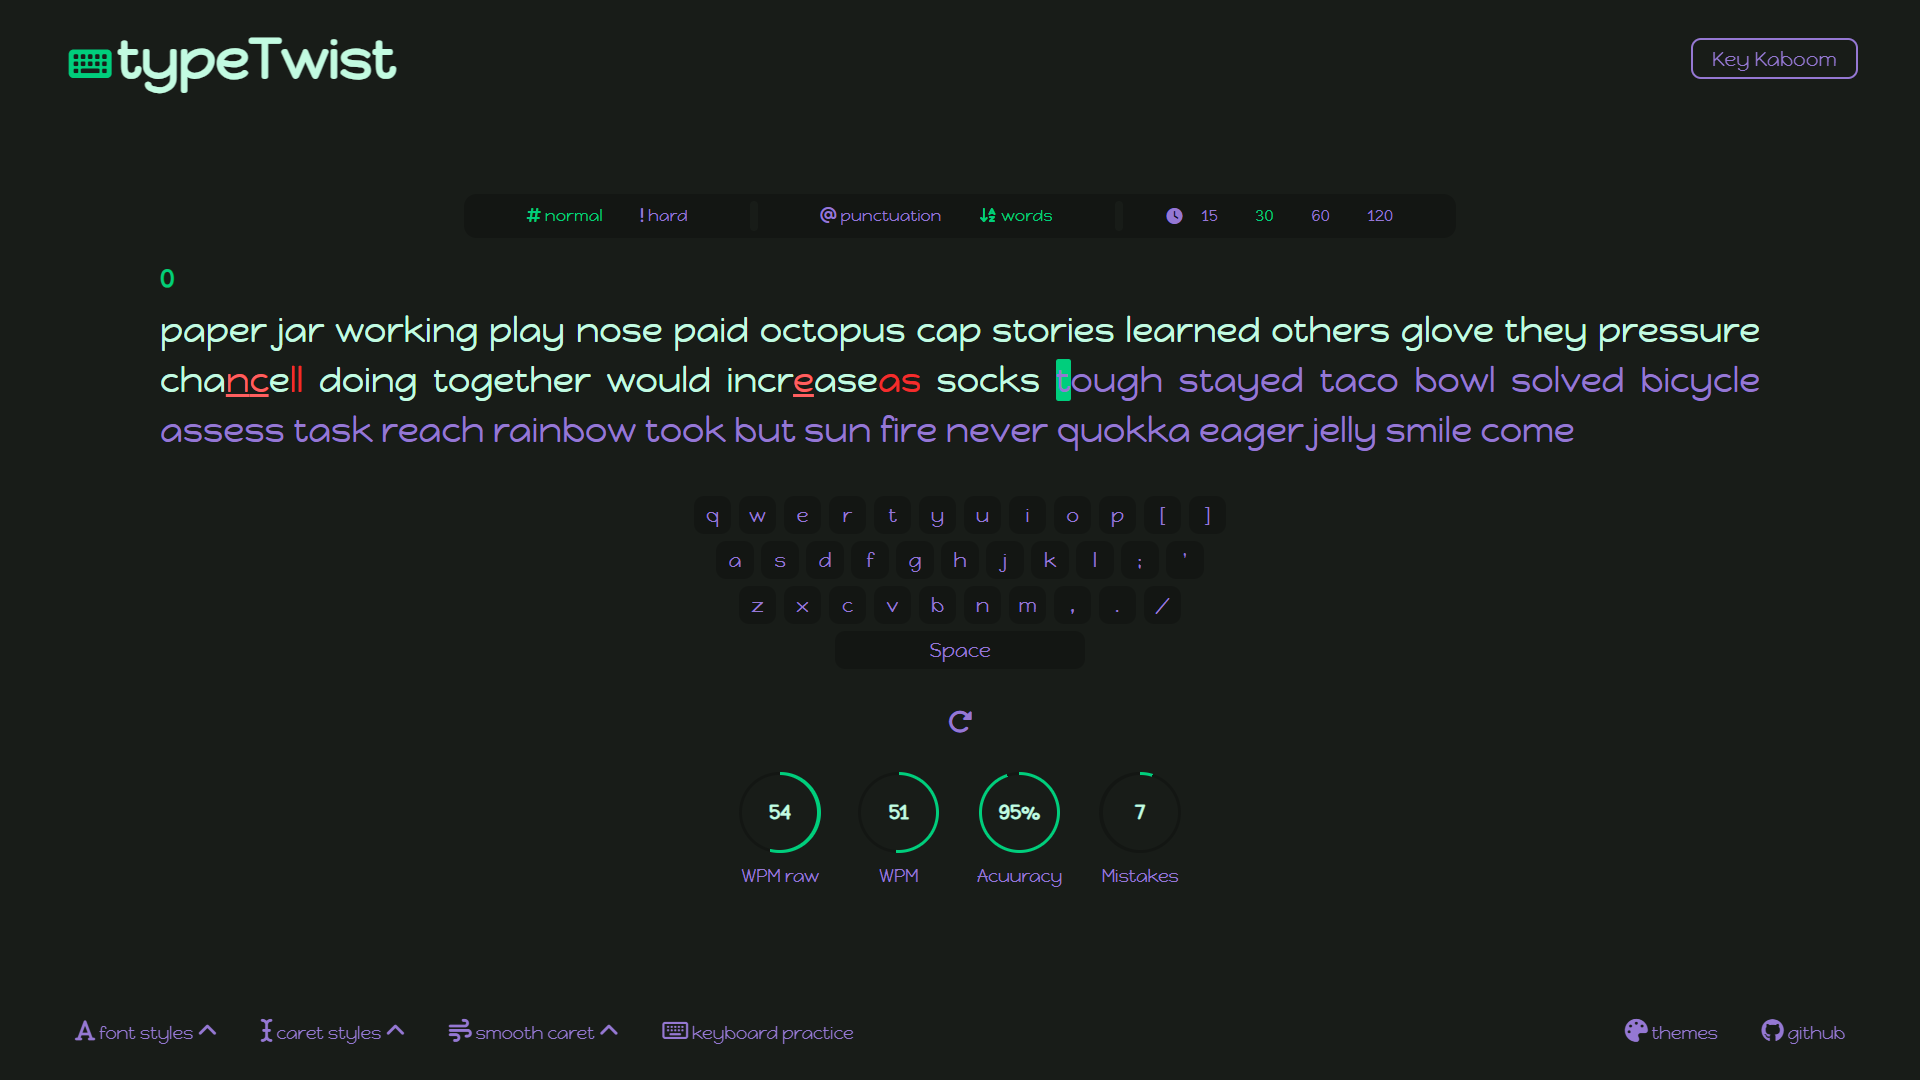 typeTwist
Key Kaboom
# normal ! hard @ punctuation words 15 30 60 120
0
paper jar working play nose paid octopus cap stories learned others glove they pressure
chancell doing together would increaseas socks tough stayed taco bowl solved bicycle
assess task reach rainbow took but sun fire never quokka eager jelly smile come
q w e r t y u i o p [ ]
a s d f g h j k l ; '
z x c v b n m , . /
Space
54 51 95% 7
WPM raw WPM Acuuracy Mistakes
font styles caret styles smooth caret keyboard practice themes github